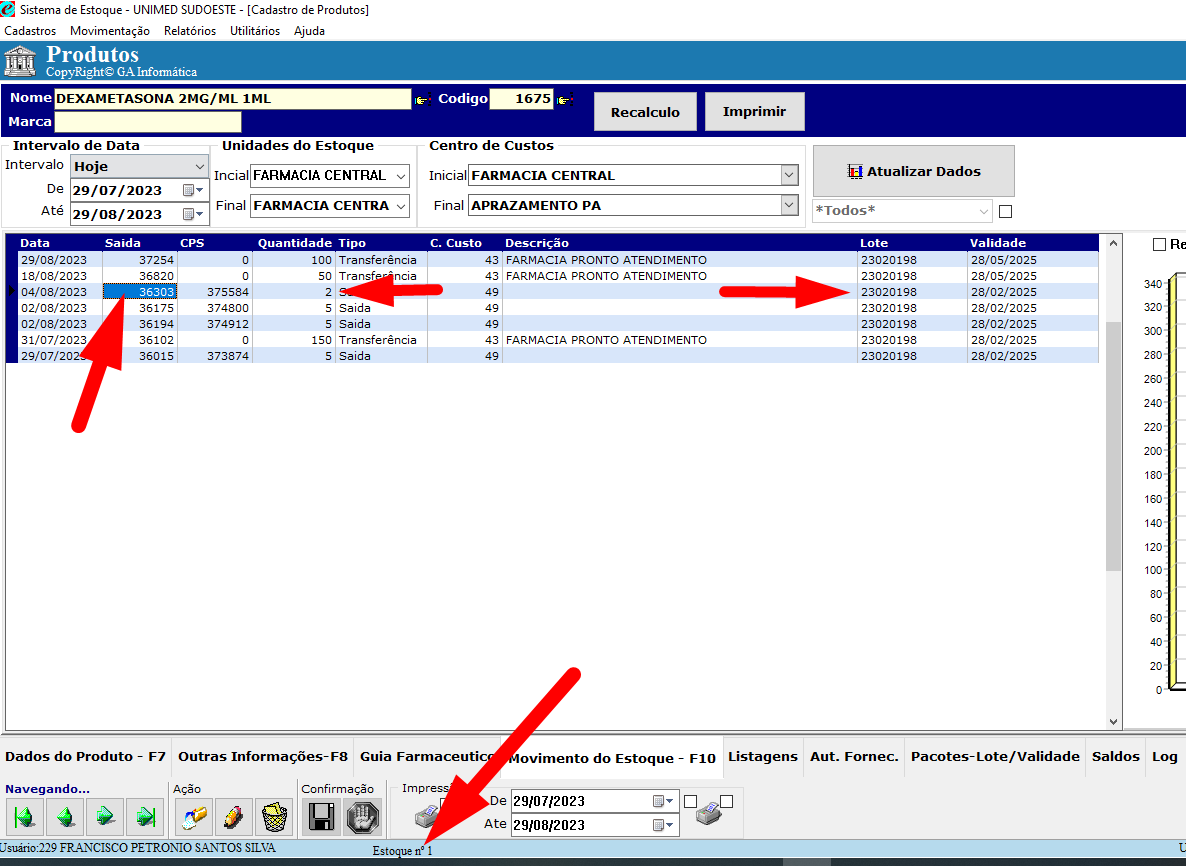 Sistema de Estoque - UNIMED SUDOESTE - [Cadastro de Produtos]
Cadastros Movimentação Relatórios Utilitários Ajuda
Produtos
CopyRight© GA Informática
Nome DEXAMETASONA 2MG/ML 1ML Codigo 1675 Recalculo Imprimir
Marca
Intervalo de Data Unidades do Estoque Centro de Custos
Intervalo Hoje Incial FARMACIA CENTRAL Inicial FARMACIA CENTRAL Atualizar Dados
De 29/07/2023
Até 29/08/2023 Final FARMACIA CENTRA Final APRAZAMENTO PA *Todos*
Data Saida CPS Quantidade Tipo C. Custo Descrição Lote Validade Re
29/08/2023 37254 0 100 Transferência 43 FARMACIA PRONTO ATENDIMENTO 23020198 28/05/2025
18/08/2023 36820 0 50 Transferência 43 FARMACIA PRONTO ATENDIMENTO 23020198 28/05/2025
04/08/2023 36303 375584 2 49 23020198 28/02/2025
02/08/2023 36175 374800 5 Saida 49 23020198 28/02/2025
02/08/2023 36194 374912 5 Saida 49 23020198 28/02/2025
31/07/2023 36102 0 150 Transferência 43 FARMACIA PRONTO ATENDIMENTO 23020198 28/02/2025
29/07/2023 36015 373874 5 Saida 49 23020198 28/02/2025
340
320
300
280
260
240
220
200
180
160
140
120
100
80
60
40
20
0
Dados do Produto - F7 Outras Informações-F8 Guia Farmaceutico Movimento do Estoque - F10 Listagens Aut. Fornec. Pacotes-Lote/Validade Saldos Log
Navegando... Ação Confirmação Impress
De 29/07/2023
Ate 29/08/2023
Usuário:229 FRANCISCO PETRONIO SANTOS SILVA Estoque nº 1 U